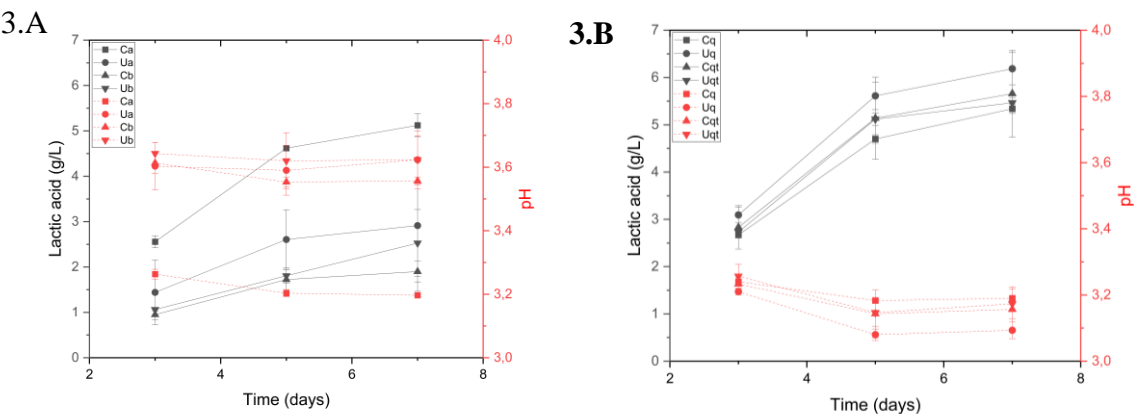 3.A
7
6
5
4
3
2
1
0
Lactic acid (g/L)
Ca
Ua
Cb
Ub
Ca
Ua
Cb
Ub
4,0
3,8
3,6
3,4
3,2
3,0
pH
2
4
6
8
Time (days)
3.B
7
6
5
4
3
2
1
0
Lactic acid (g/L)
Cq
Uq
Cqt
Uqt
Cq
Uq
Cqt
Uqt
4,0
3,8
3,6
3,4
3,2
3,0
pH
2
4
6
8
Time (days)